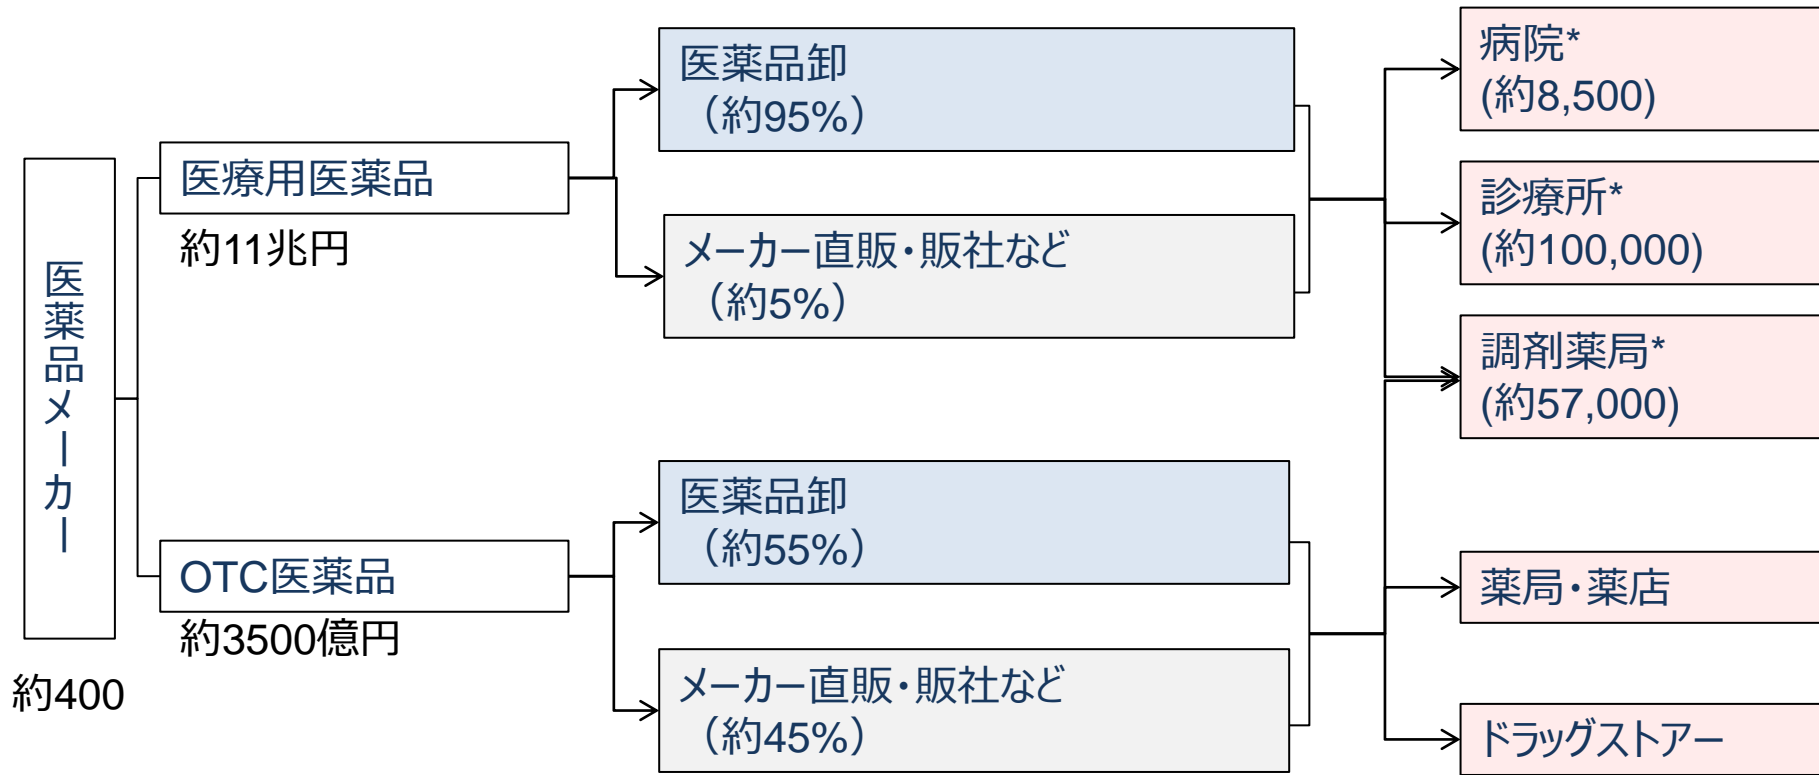 医薬品メーカー
約400
医療用医薬品
約11兆円
OTC医薬品
約3500億円
医薬品卸
（約95%）
メーカー直販・販社など
（約5%）
医薬品卸
（約55%）
メーカー直販・販社など
（約45%）
病院*
(約8,500)
診療所*
(約100,000)
調剤薬局*
(約57,000)
薬局・薬店
ドラッグストアー